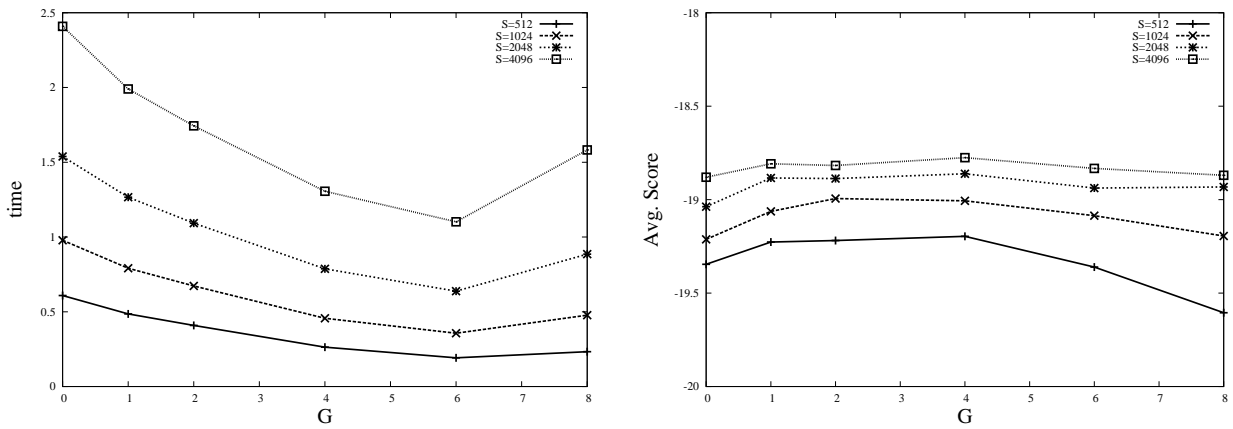 2.5
2
1.5
1
0.5
0
time
0 1 2 3 4 5 6 7 8
G
S=512
S=1024
S=2048
S=4096
-18
-18.5
-19
-19.5
-20
Avg. Score
0 1 2 3 4 5 6 7 8
G
S=512
S=1024
S=2048
S=4096